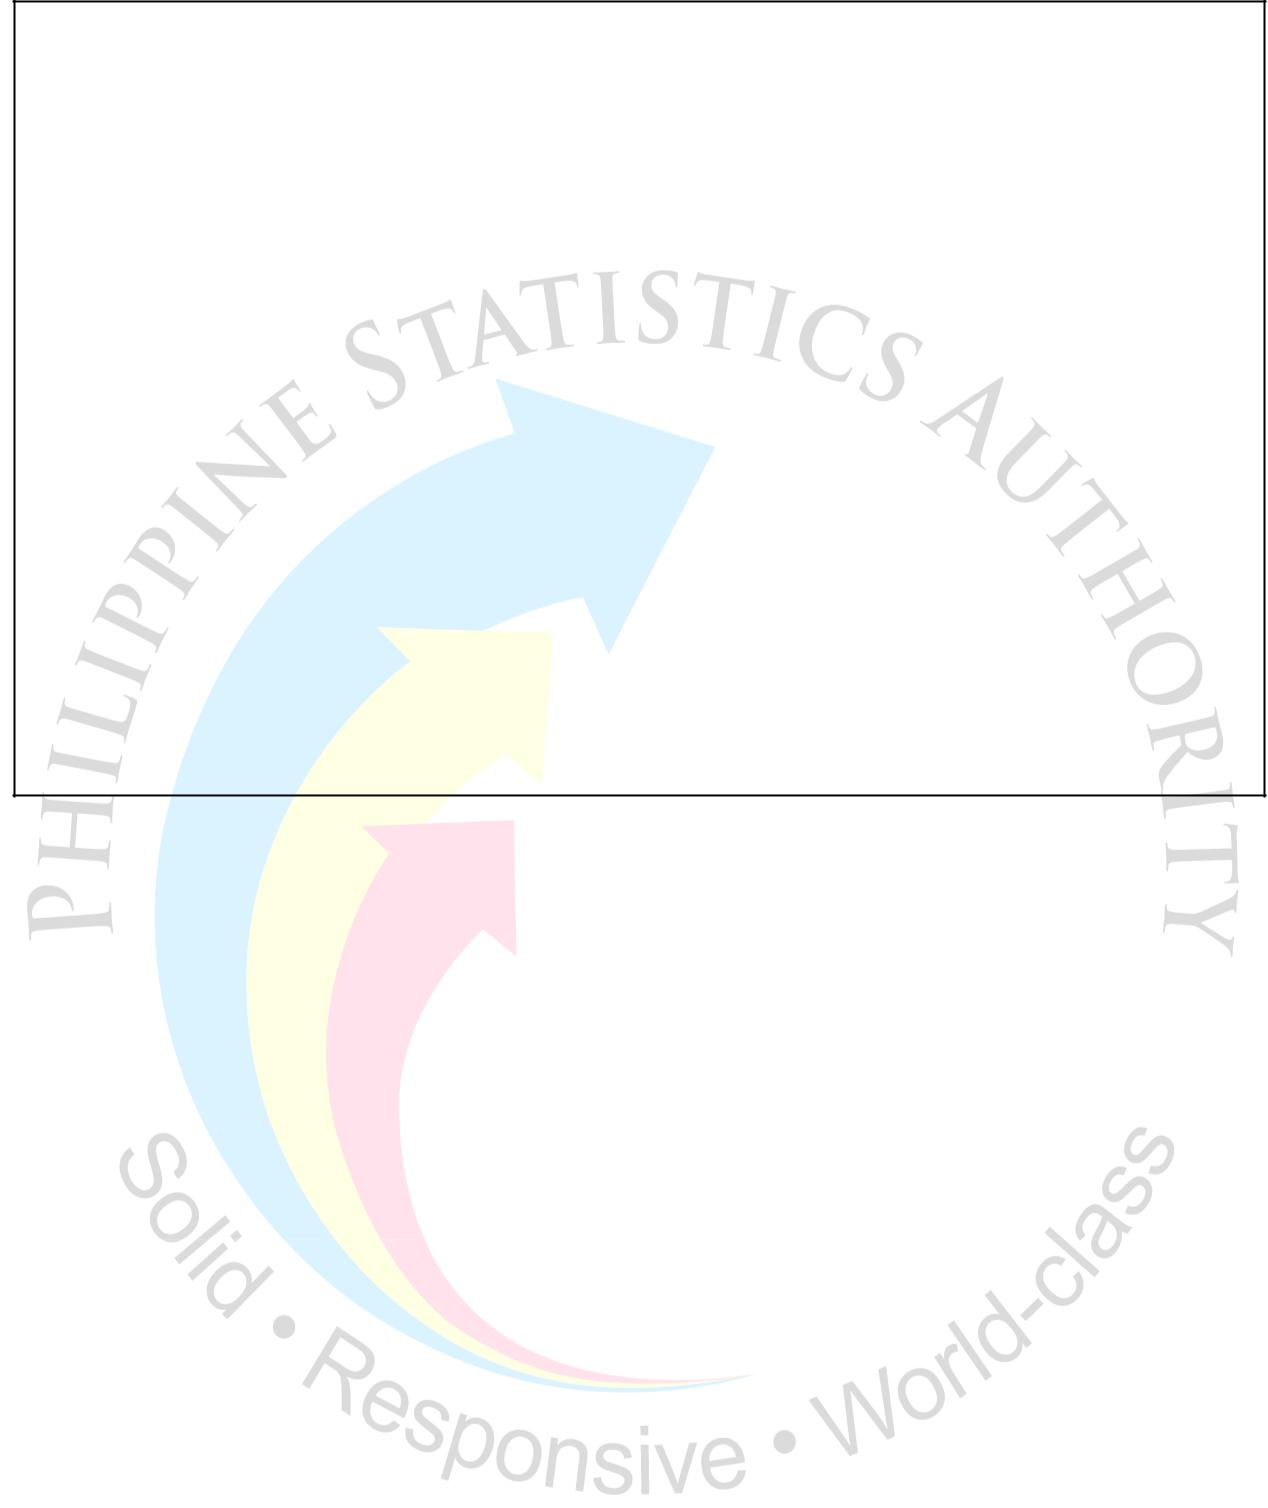 PHILIPPINE STATISTICS AUTHORITY
Solid • Responsive • World-class